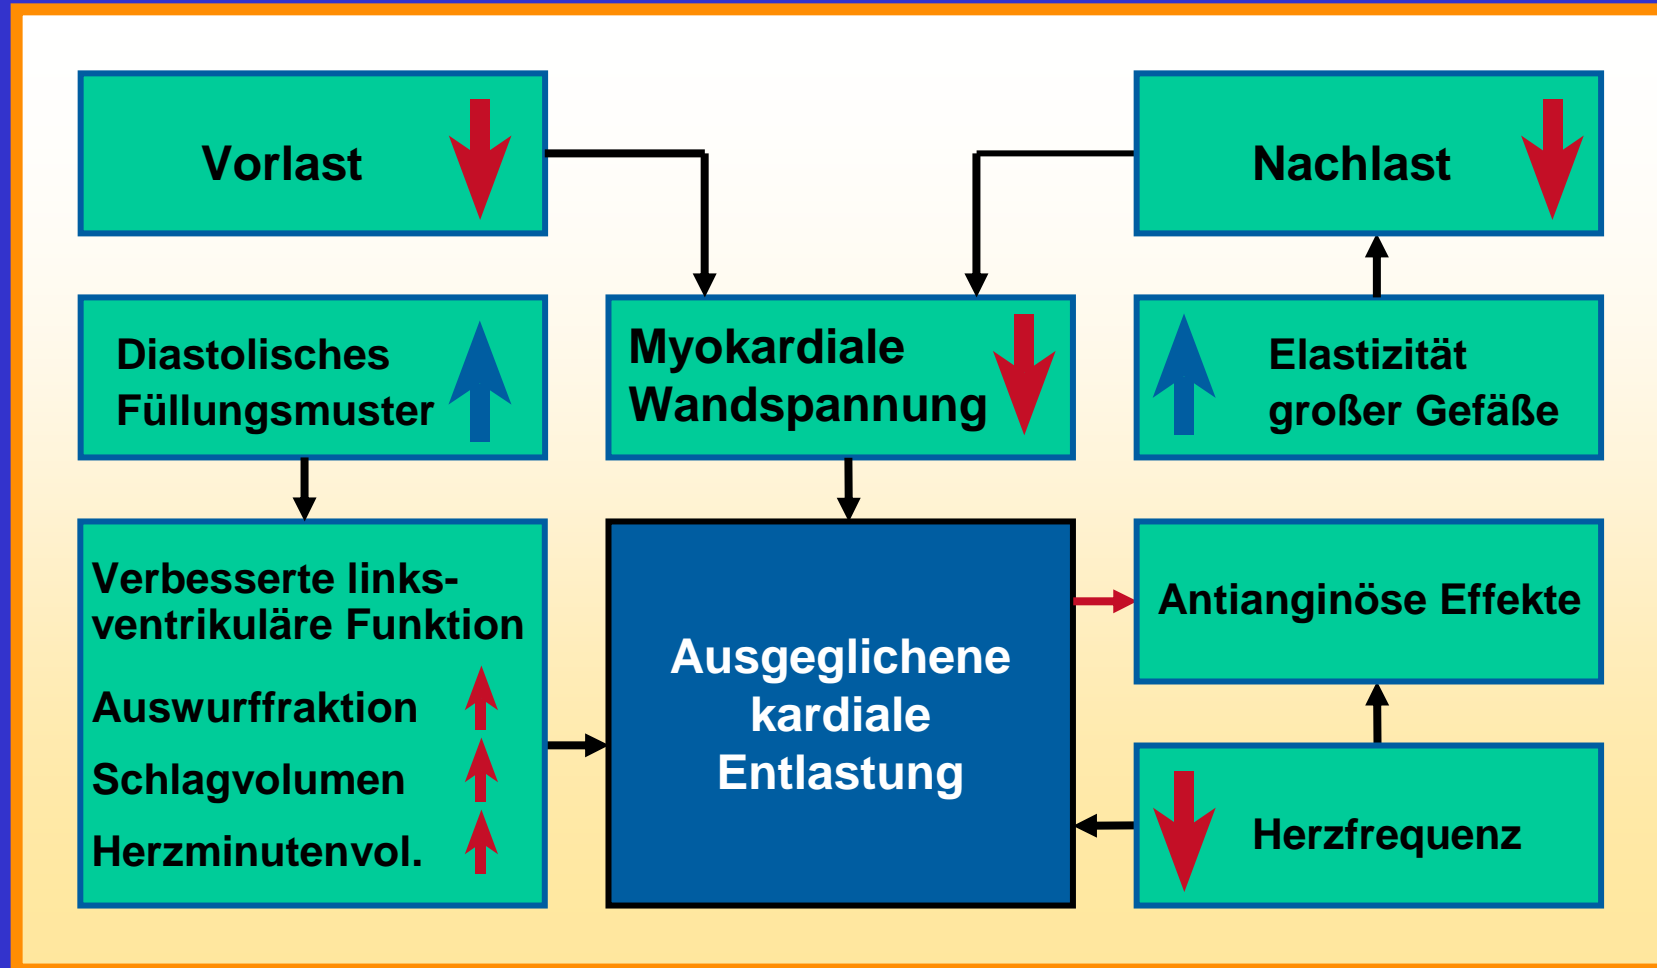 Vorlast
Nachlast
Diastolisches
Füllungsmuster
Myokardiale
Wandspannung
Elastizität
großer Gefäße
Verbesserte links-
ventrikuläre Funktion
Auswurffraktion
Schlagvolumen
Herzminutenvol.
Ausgeglichene
kardiale
Entlastung
Antianginöse Effekte
Herzfrequenz